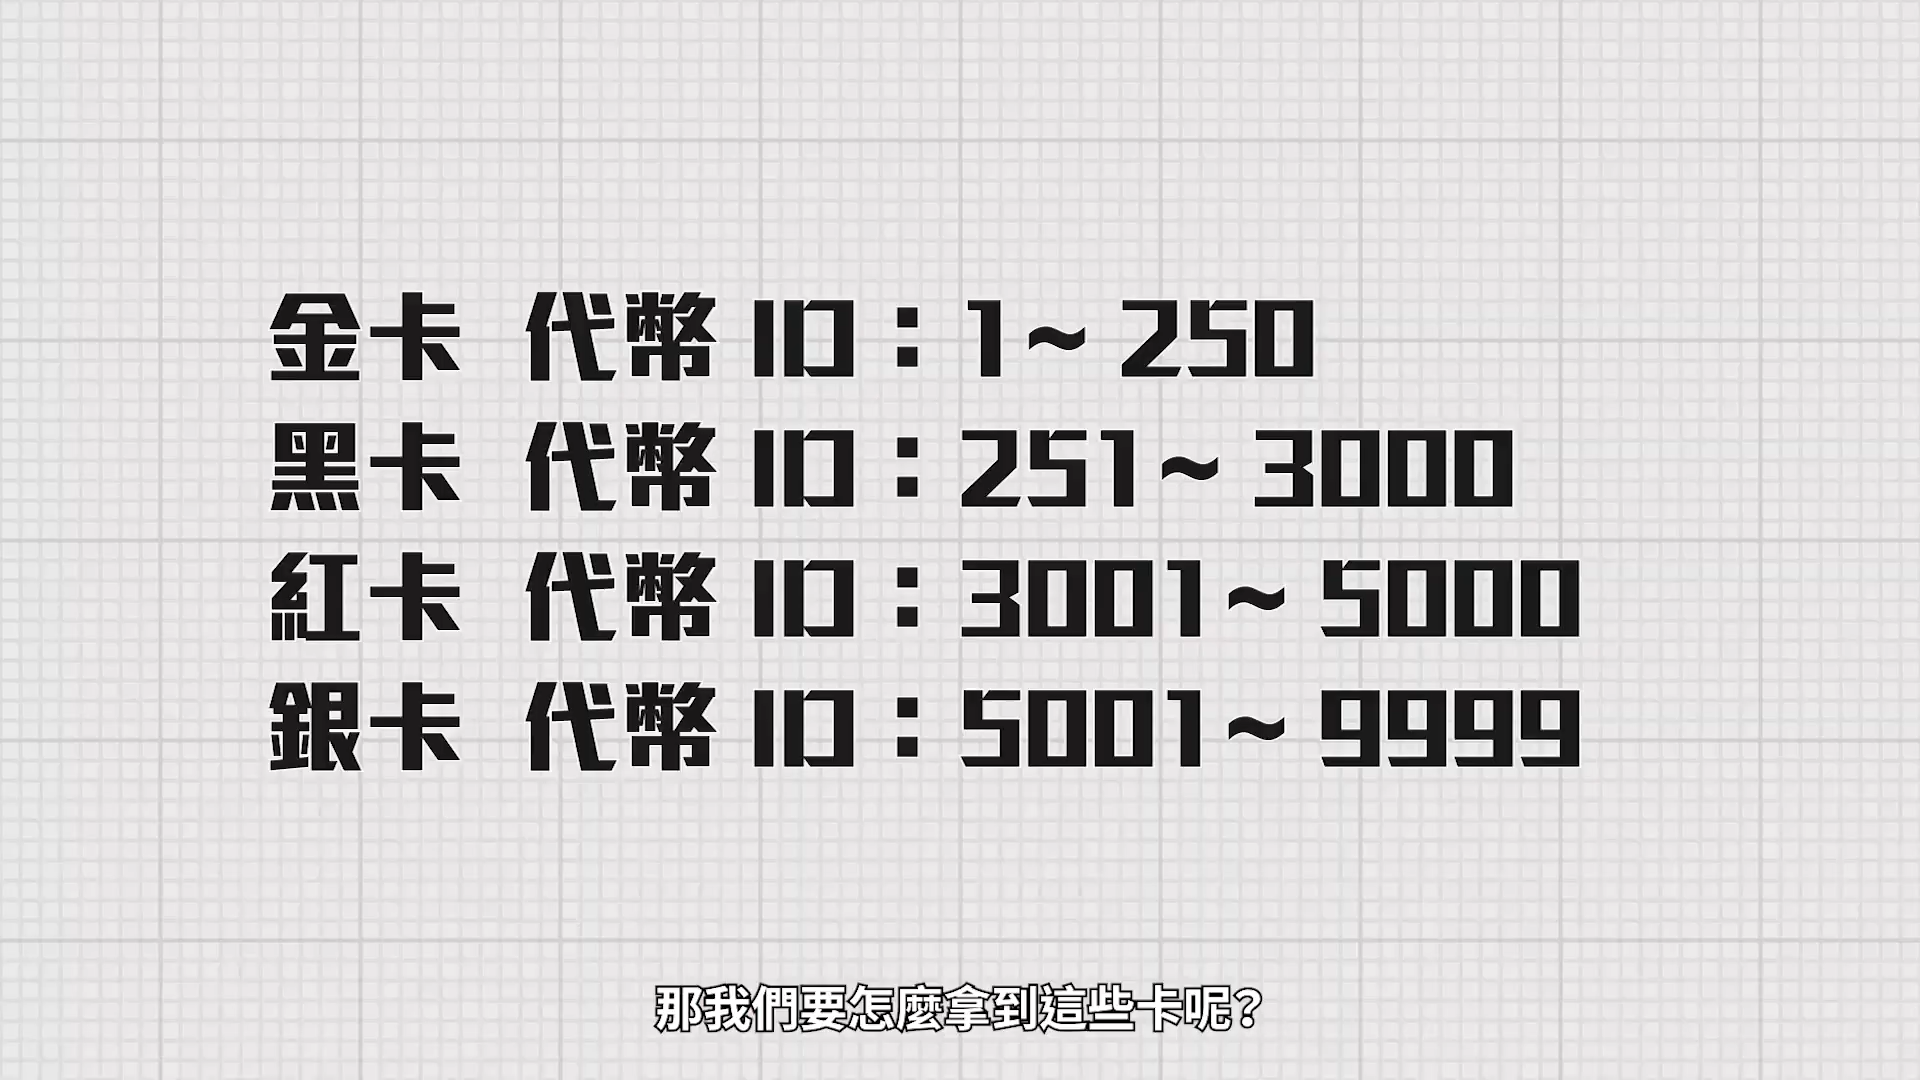 金卡 代幣 ID：1~250
黑卡 代幣 ID：251~3000
紅卡 代幣 ID：3001~5000
銀卡 代幣 ID：5001~9999
那我們要怎麼拿到這些卡呢？